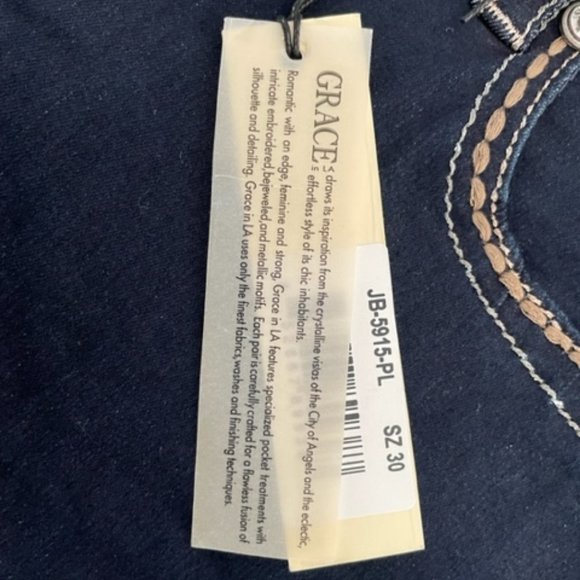 GRACE IN LA draws its inspiration from the crystalline vistas of the City of Angels and the eclectic,
effortless style of its chic inhabitants.
Romantic with an edge, feminine and strong. Grace in LA features specialized pocket treatments with
intricate embroidered,bejeweled,and metallic motifs. Each pair is carefully crafted for a flawless fusion of
silhouette and detailing. Grace in LA uses only the finest fabrics,washes and finishing techniques.
JB-5915-PL
SZ 30